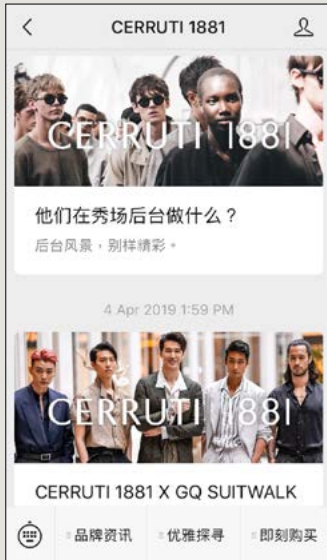 CERRUTI 1881
CERRUTI 1881
他们在秀场后台做什么？
后台风景，别样精彩。
4 Apr 2019 1:59 PM
CERRUTI 1881
CERRUTI 1881 X GQ SUITWALK
品牌资讯
优雅探寻
即刻购买